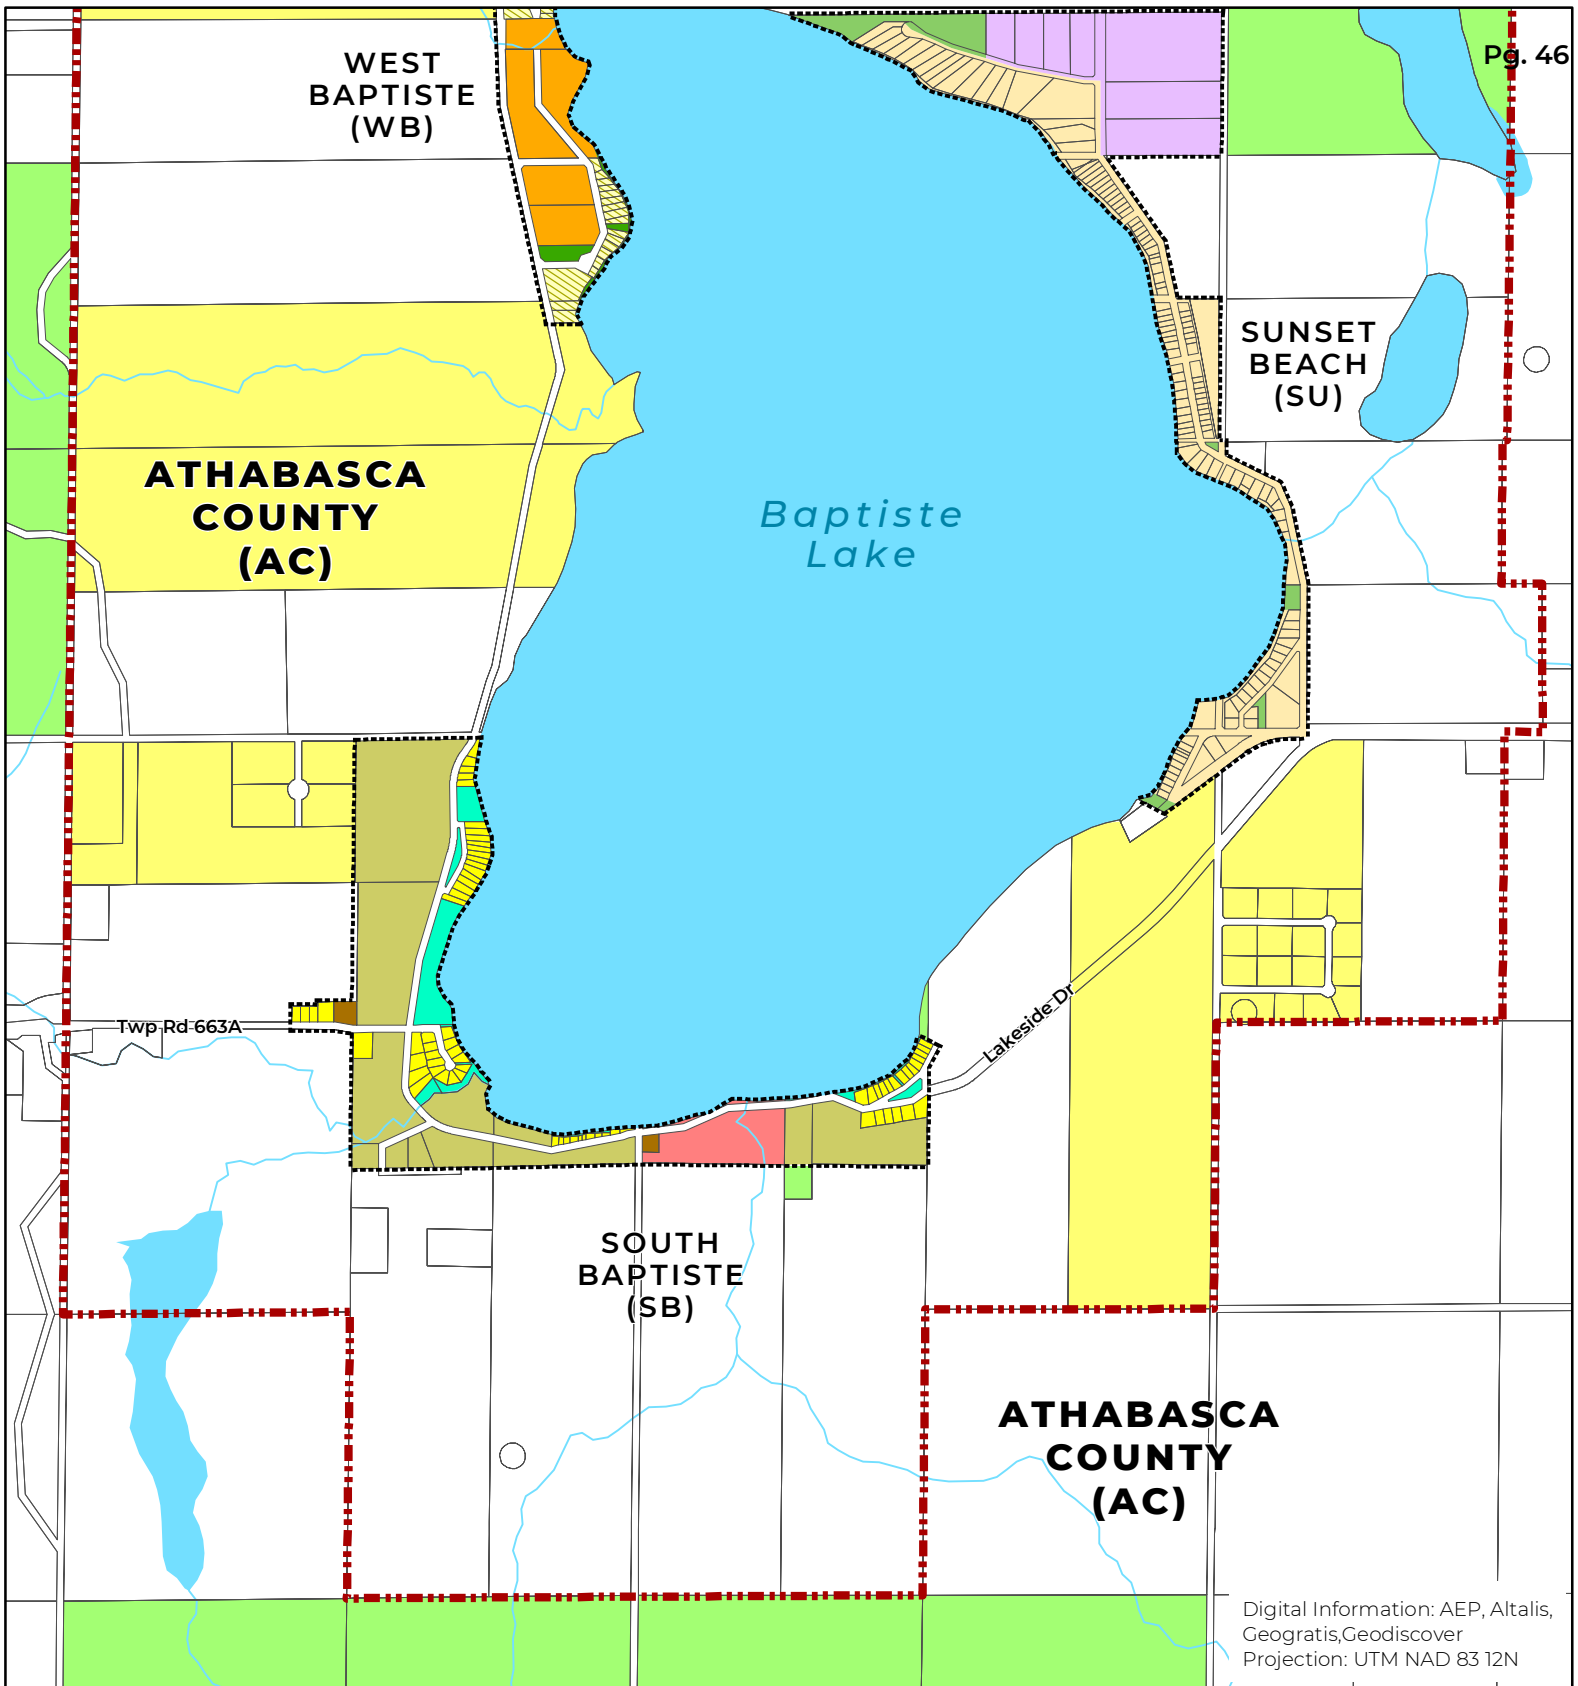 Pg. 46
WEST
BAPTISTE
(WB)
SUNSET
BEACH
(SU)
ATHABASCA
COUNTY
(AC)
Baptiste
Lake
Twp Rd 663A
Lakeside Dr
SOUTH
BAPTISTE
(SB)
ATHABASCA
COUNTY
(AC)
Digital Information: AEP, Altalis,
Geogratis,Geodiscover
Projection: UTM NAD 83 12N